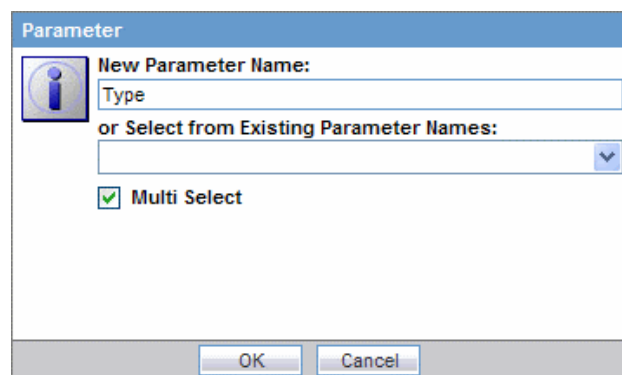 Parameter
New Parameter Name:
Type
or Select from Existing Parameter Names:
Multi Select
OK Cancel